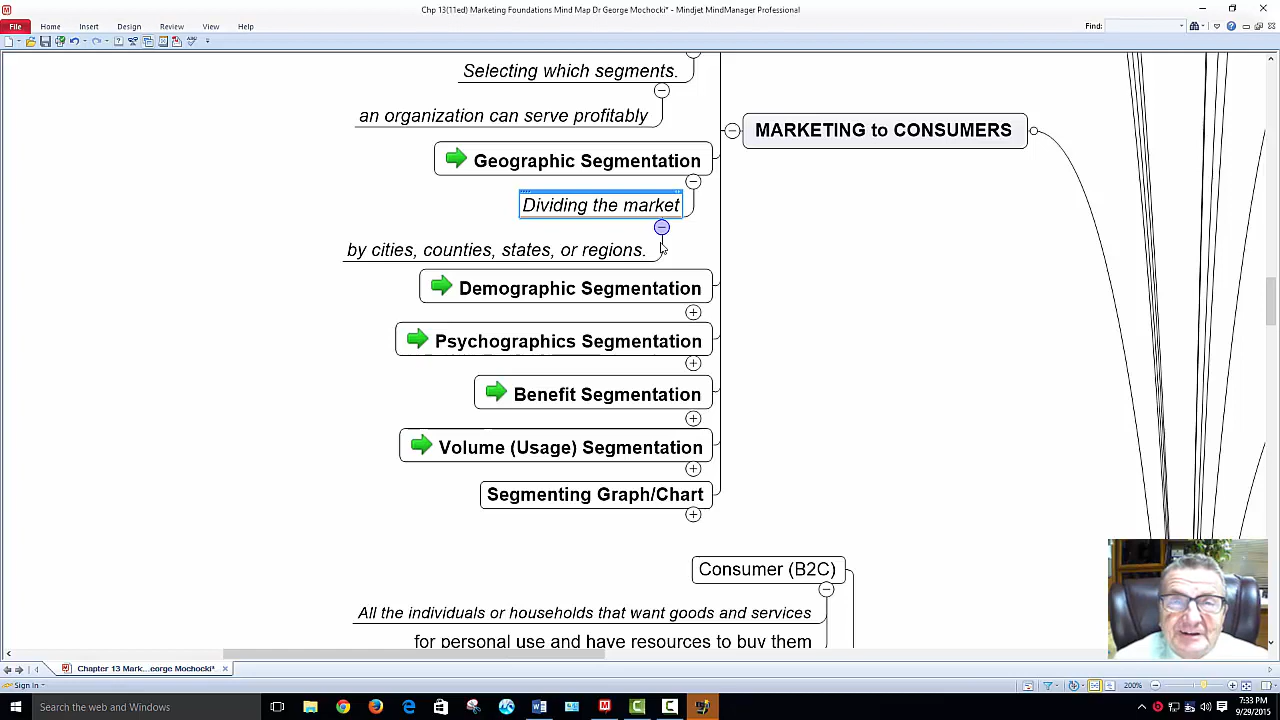 Chp 13(11ed) Marketing Foundations Mind Map Dr George Mochocki* - Mindjet MindManager Professional
File Home Insert Design Review View Help Find:
Selecting which segments.
an organization can serve profitably
MARKETING to CONSUMERS
Geographic Segmentation
Dividing the market
by cities, counties, states, or regions.
Demographic Segmentation
Psychographics Segmentation
Benefit Segmentation
Volume (Usage) Segmentation
Segmenting Graph/Chart
Consumer (B2C)
All the individuals or households that want goods and services
for personal use and have resources to buy them
Chapter 13 Mark...eorge Mochocki*
Sign In 200%
Search the web and Windows
7:33 PM
9/29/2015